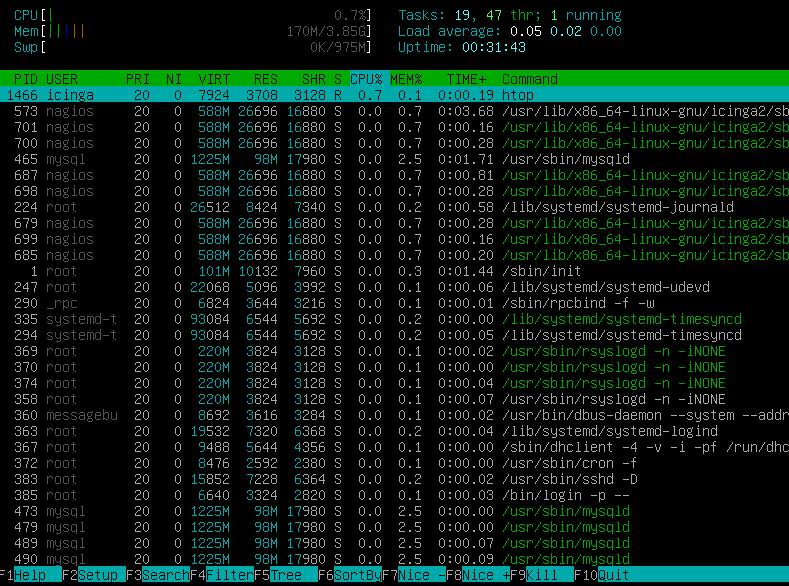 CPU[| 0.7%] Tasks: 19, 47 thr; 1 running
Mem[||||| 170M/3.85G] Load average: 0.05 0.02 0.00
Swp[ 0K/975M] Uptime: 00:31:43
PID USER PRI NI VIRT RES SHR S CPU% MEM% TIME+ Command
1466 icinga 20 0 7924 3708 3128 R 0.7 0.1 0:00.19 htop
573 nagios 20 0 588M 26696 16880 S 0.0 0.7 0:03.68 /usr/lib/x86_64-linux-gnu/icinga2/sb
701 nagios 20 0 588M 26696 16880 S 0.0 0.7 0:00.16 /usr/lib/x86_64-linux-gnu/icinga2/sb
700 nagios 20 0 588M 26696 16880 S 0.0 0.7 0:00.28 /usr/lib/x86_64-linux-gnu/icinga2/sb
465 mysql 20 0 1225M 98M 17980 S 0.0 2.5 0:01.71 /usr/sbin/mysqld
687 nagios 20 0 588M 26696 16880 S 0.0 0.7 0:00.81 /usr/lib/x86_64-linux-gnu/icinga2/sb
698 nagios 20 0 588M 26696 16880 S 0.0 0.7 0:00.28 /usr/lib/x86_64-linux-gnu/icinga2/sb
224 root 20 0 26512 8424 7340 S 0.0 0.2 0:00.58 /lib/systemd/systemd-journald
679 nagios 20 0 588M 26696 16880 S 0.0 0.7 0:00.28 /usr/lib/x86_64-linux-gnu/icinga2/sb
699 nagios 20 0 588M 26696 16880 S 0.0 0.7 0:00.16 /usr/lib/x86_64-linux-gnu/icinga2/sb
685 nagios 20 0 588M 26696 16880 S 0.0 0.7 0:00.20 /usr/lib/x86_64-linux-gnu/icinga2/sb
1 root 20 0 101M 10132 7960 S 0.0 0.3 0:01.44 /sbin/init
247 root 20 0 22068 5096 3992 S 0.0 0.1 0:00.06 /lib/systemd/systemd-udevd
290 _rpc 20 0 6824 3644 3216 S 0.0 0.1 0:00.01 /sbin/rpcbind -f -w
335 systemd-t 20 0 93084 6544 5692 S 0.0 0.2 0:00.00 /lib/systemd/systemd-timesyncd
294 systemd-t 20 0 93084 6544 5692 S 0.0 0.2 0:00.05 /lib/systemd/systemd-timesyncd
369 root 20 0 220M 3824 3128 S 0.0 0.1 0:00.02 /usr/sbin/rsyslogd -n -iNONE
370 root 20 0 220M 3824 3128 S 0.0 0.1 0:00.00 /usr/sbin/rsyslogd -n -iNONE
374 root 20 0 220M 3824 3128 S 0.0 0.1 0:00.04 /usr/sbin/rsyslogd -n -iNONE
358 root 20 0 220M 3824 3128 S 0.0 0.1 0:00.07 /usr/sbin/rsyslogd -n -iNONE
360 messagebu 20 0 8692 3616 3284 S 0.0 0.1 0:00.02 /usr/bin/dbus-daemon --system --addr
363 root 20 0 19532 7320 6368 S 0.0 0.2 0:00.04 /lib/systemd/systemd-logind
367 root 20 0 9488 5644 4356 S 0.0 0.1 0:00.00 /sbin/dhclient -4 -v -i -pf /run/dhc
372 root 20 0 8476 2592 2380 S 0.0 0.1 0:00.00 /usr/sbin/cron -f
383 root 20 0 15852 7228 6364 S 0.0 0.2 0:00.02 /usr/sbin/sshd -D
385 root 20 0 6640 3324 2820 S 0.0 0.1 0:00.03 /bin/login -p --
473 mysql 20 0 1225M 98M 17980 S 0.0 2.5 0:00.00 /usr/sbin/mysqld
479 mysql 20 0 1225M 98M 17980 S 0.0 2.5 0:00.00 /usr/sbin/mysqld
489 mysql 20 0 1225M 98M 17980 S 0.0 2.5 0:00.07 /usr/sbin/mysqld
490 mysql 20 0 1225M 98M 17980 S 0.0 2.5 0:00.09 /usr/sbin/mysqld
F1Help F2Setup F3SearchF4FilterF5Tree F6SortByF7Nice -F8Nice +F9Kill F10Quit